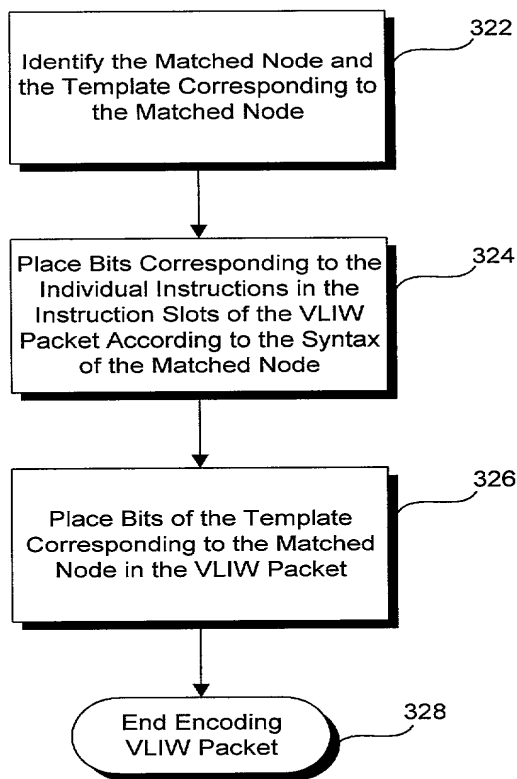 322
Identify the Matched Node and
the Template Corresponding to
the Matched Node
324
Place Bits Corresponding to the
Individual Instructions in the
Instruction Slots of the VLIW
Packet According to the Syntax
of the Matched Node
326
Place Bits of the Template
Corresponding to the Matched
Node in the VLIW Packet
328
End Encoding
VLIW Packet